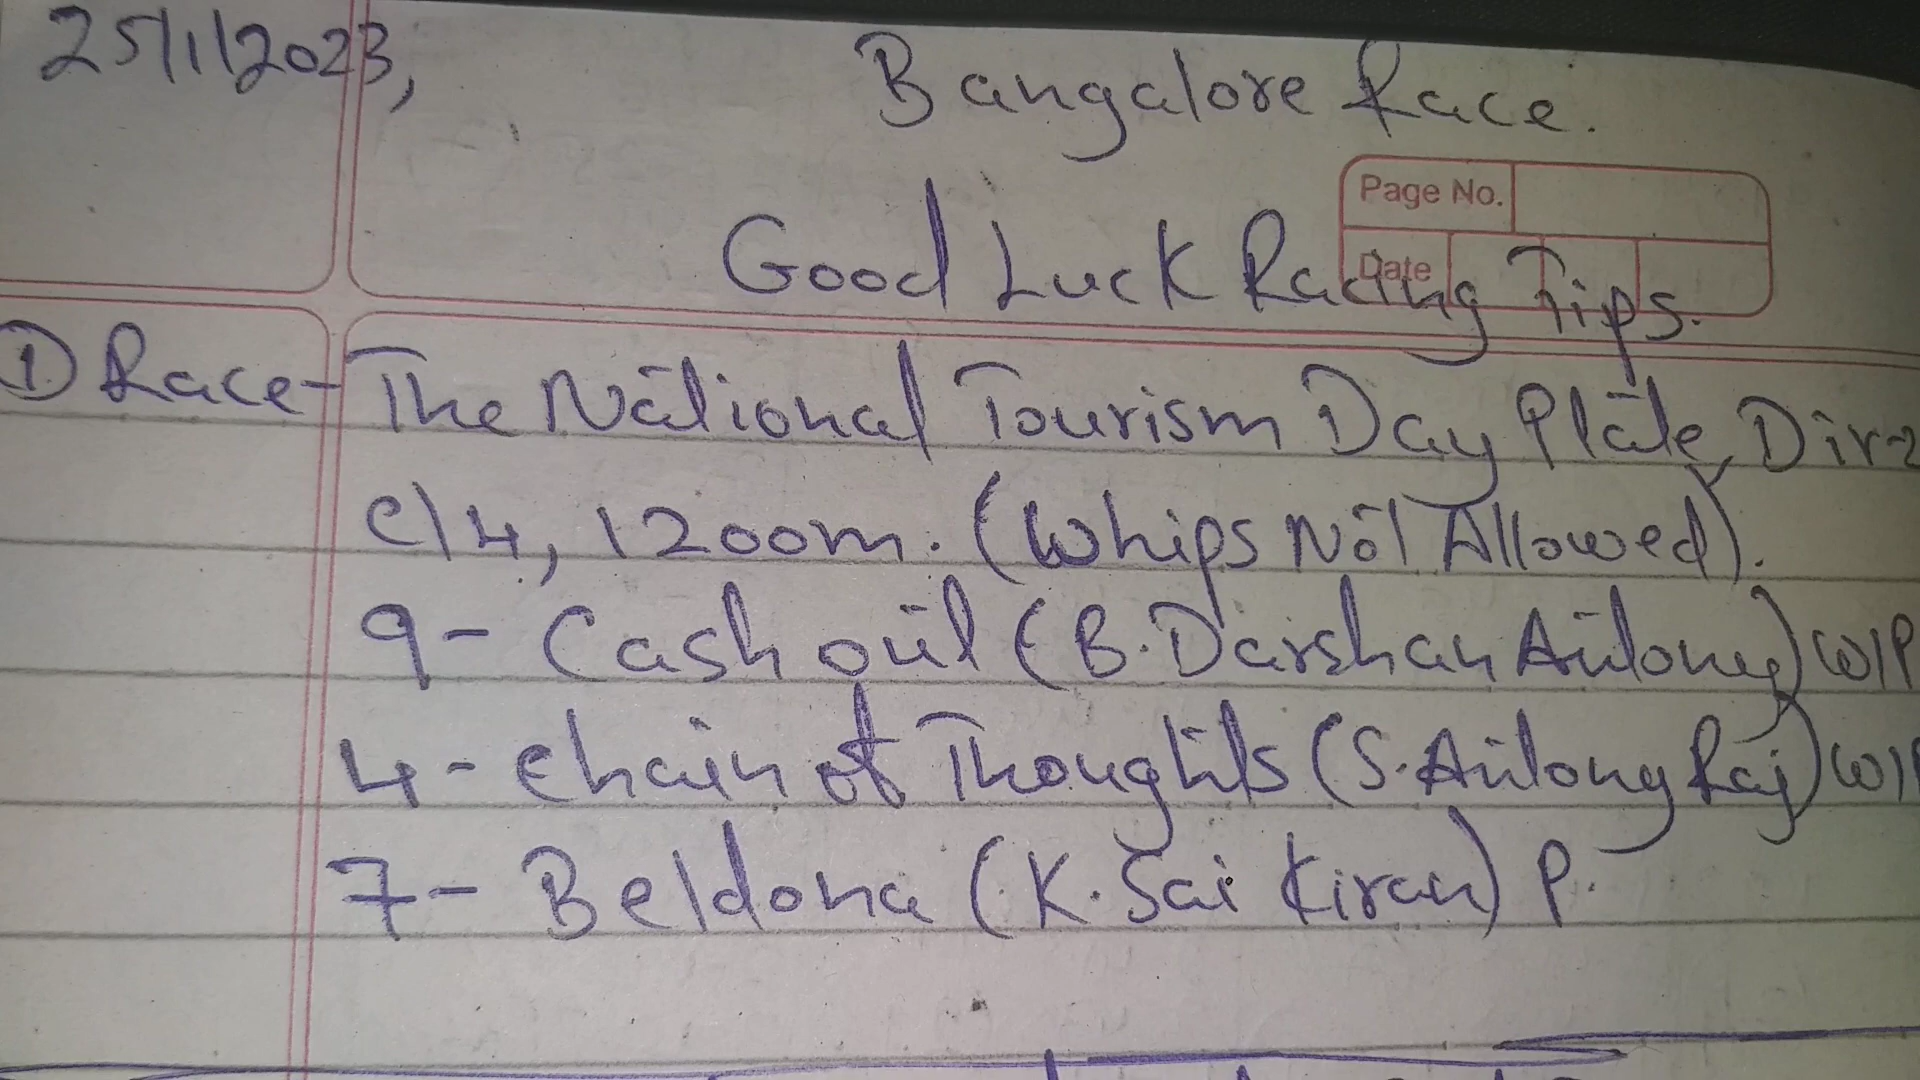 25/1/2023,
Bangalore Race.
Page No.
Good Luck Racing Tips.
Date
① Race - The National Tourism Day Plate, Div-2
C/4, 1200m. (Whips Not Allowed).
9 - Cash out (B. Darshan Antony) W/P
4 - Chain of Thoughts (S. Antony Raj) W/P
7 - Beldona (K. Sai Kiran) P.